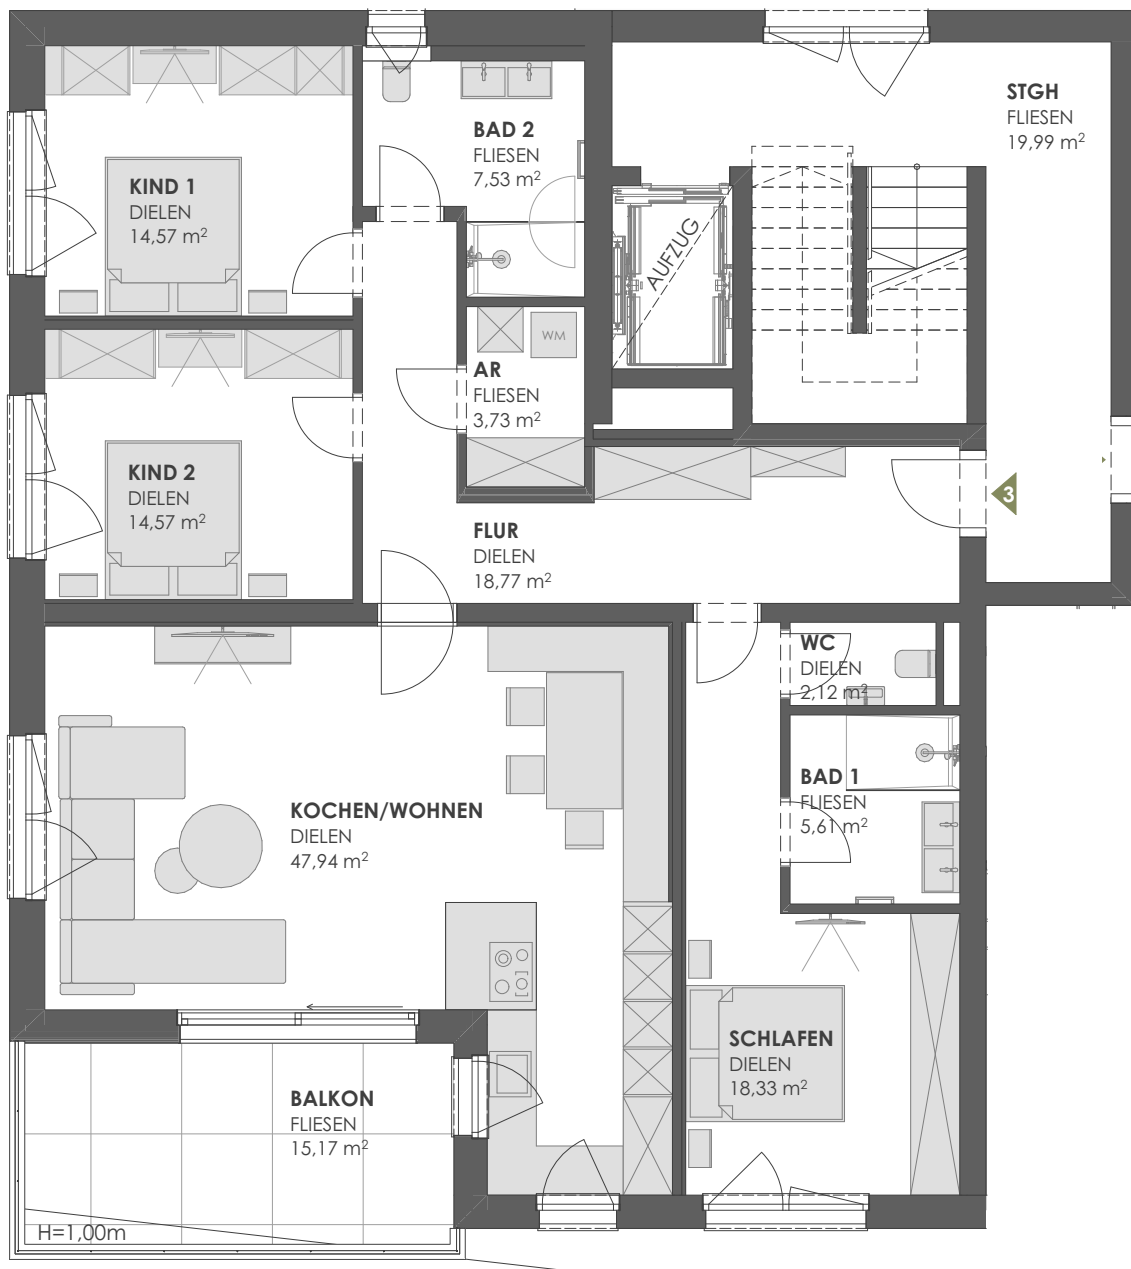 STGH
FLIESEN
19,99 m²
BAD 2
FLIESEN
7,53 m²
KIND 1
DIELEN
14,57 m²
AUFZUG
WM
AR
FLIESEN
3,73 m²
KIND 2
DIELEN
14,57 m²
3
FLUR
DIELEN
18,77 m²
WC
DIELEN
2,12 m²
BAD 1
FLIESEN
5,61 m²
KOCHEN/WOHNEN
DIELEN
47,94 m²
SCHLAFEN
DIELEN
18,33 m²
BALKON
FLIESEN
15,17 m²
H=1,00m